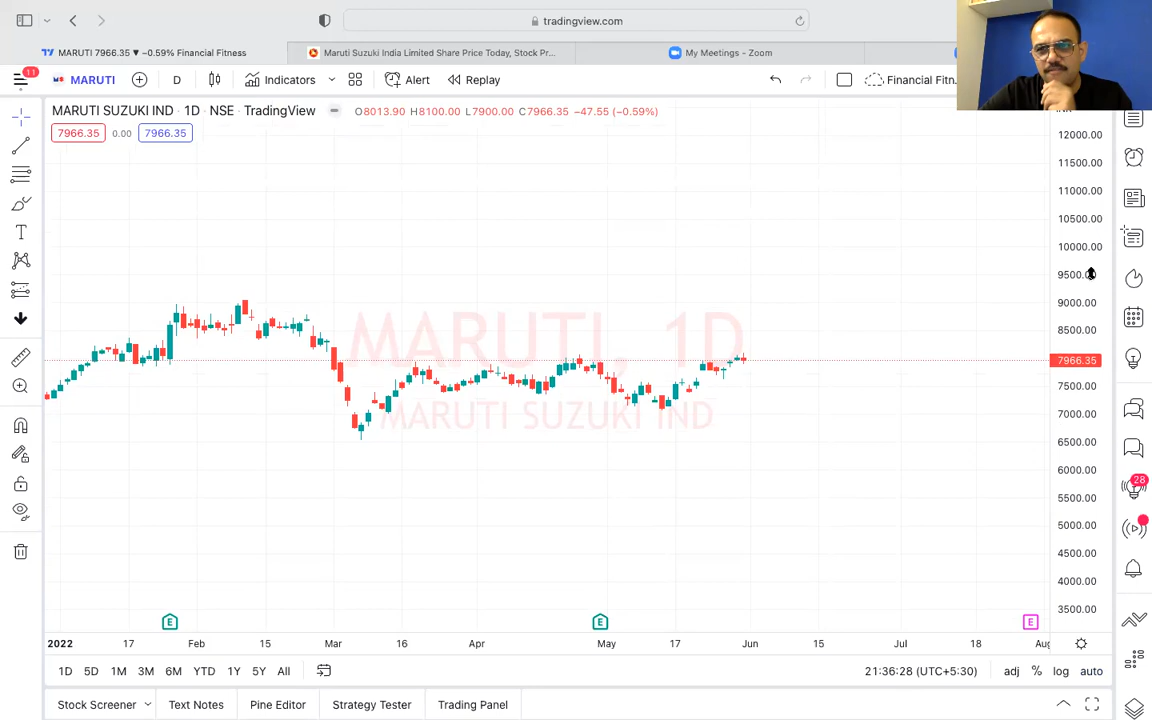 tradingview.com
MARUTI 7966.35 ▼ −0.59% Financial Fitness
Maruti Suzuki India Limited Share Price Today, Stock Pr...
My Meetings - Zoom
11
MARUTI
D
Indicators
Alert
Replay
Financial Fitn..
MARUTI SUZUKI IND · 1D · NSE · TradingView
O8013.90 H8100.00 L7900.00 C7966.35 −47.55 (−0.59%)
7966.35
0.00
7966.35
12000.00
11500.00
11000.00
10500.00
10000.00
9500.00
9000.00
8500.00
MARUTI, 1D
7966.35
7500.00
MARUTI SUZUKI IND
7000.00
6500.00
6000.00
28
5500.00
5000.00
4500.00
4000.00
3500.00
E
E
E
2022 17 Feb 15 Mar 16 Apr May 17 Jun 15 Jul 18 Aug
1D 5D 1M 3M 6M YTD 1Y 5Y All
21:36:28 (UTC+5:30)
adj % log auto
Stock Screener Text Notes Pine Editor Strategy Tester Trading Panel